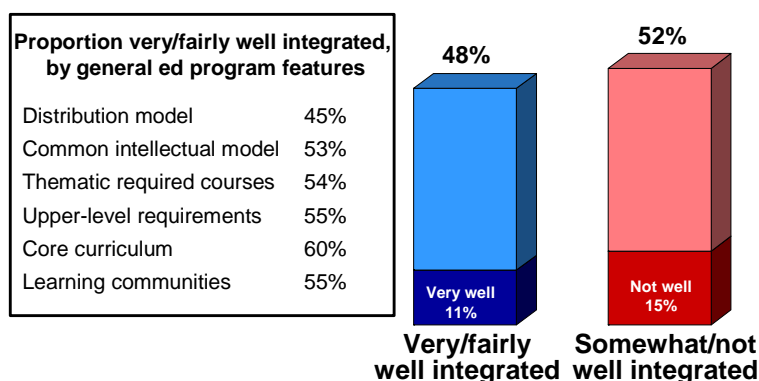 Proportion very/fairly well integrated,
by general ed program features
Distribution model 45%
Common intellectual model 53%
Thematic required courses 54%
Upper-level requirements 55%
Core curriculum 60%
Learning communities 55%
48%
52%
Very well
11%
Not well
15%
Very/fairly
well integrated
Somewhat/not
well integrated